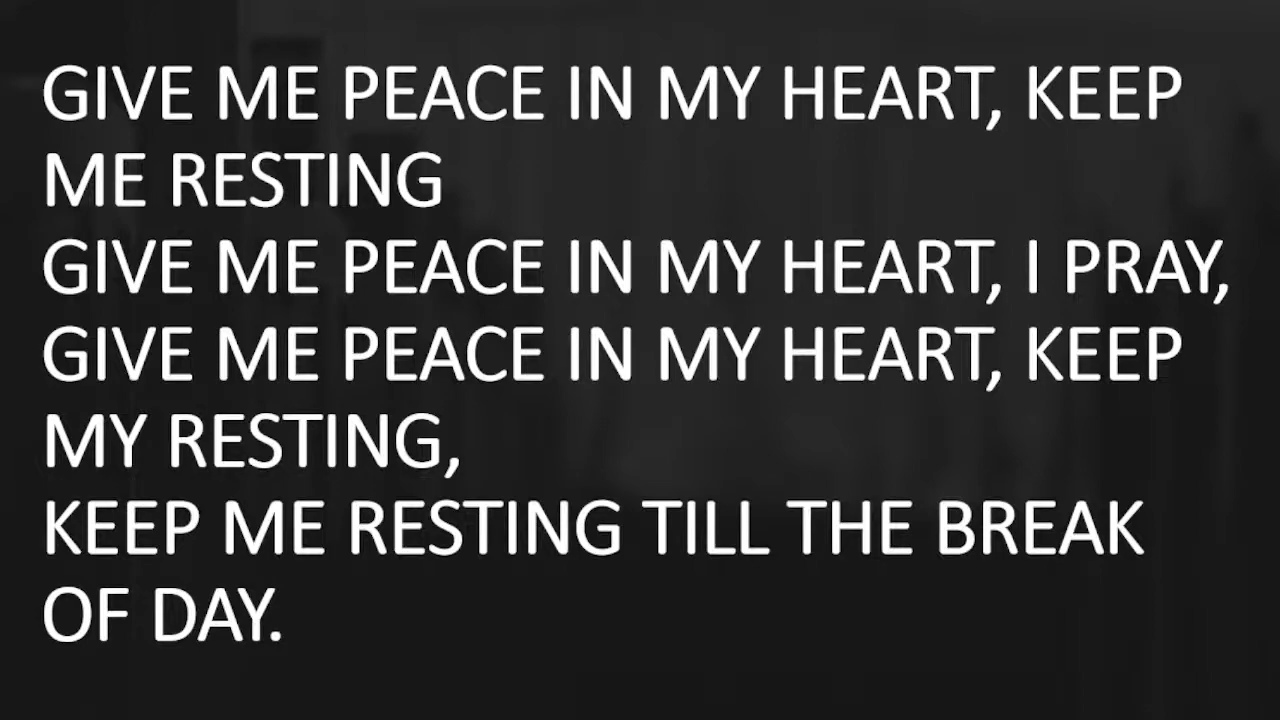 GIVE ME PEACE IN MY HEART, KEEP
ME RESTING
GIVE ME PEACE IN MY HEART, I PRAY,
GIVE ME PEACE IN MY HEART, KEEP
MY RESTING,
KEEP ME RESTING TILL THE BREAK
OF DAY.